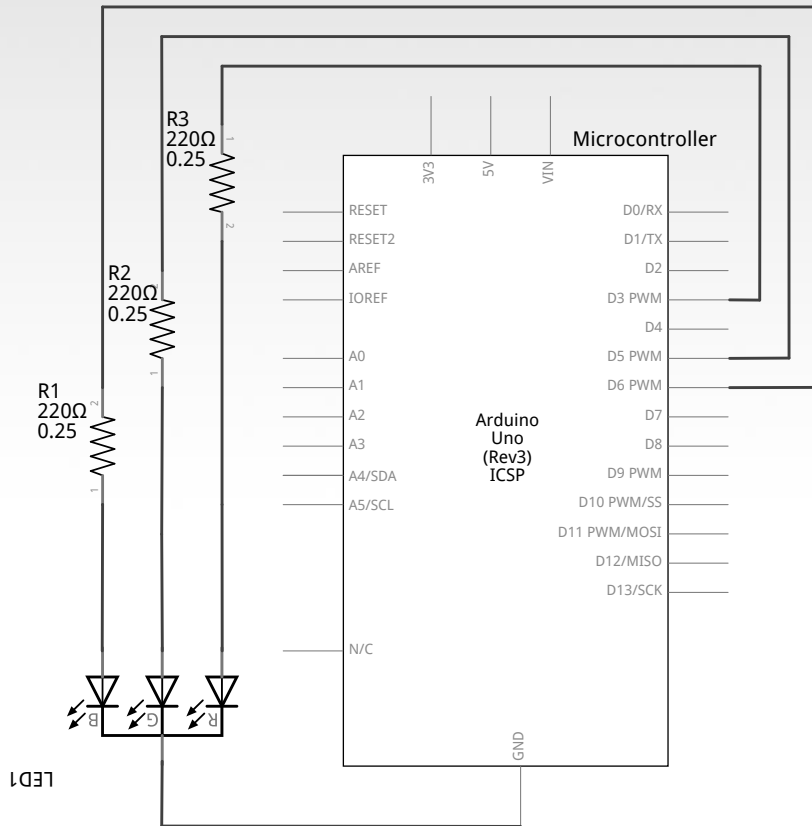 R3
220Ω
0.25
1
2
R2
220Ω
0.25
1
R1
220Ω
0.25
2
1
Microcontroller
3V3
5V
VIN
RESET
RESET2
AREF
IOREF
A0
A1
A2
A3
A4/SDA
A5/SCL
N/C
D0/RX
D1/TX
D2
D3 PWM
D4
D5 PWM
D6 PWM
D7
D8
D9 PWM
D10 PWM/SS
D11 PWM/MOSI
D12/MISO
D13/SCK
Arduino
Uno
(Rev3)
ICSP
GND
B
G
R
LED1